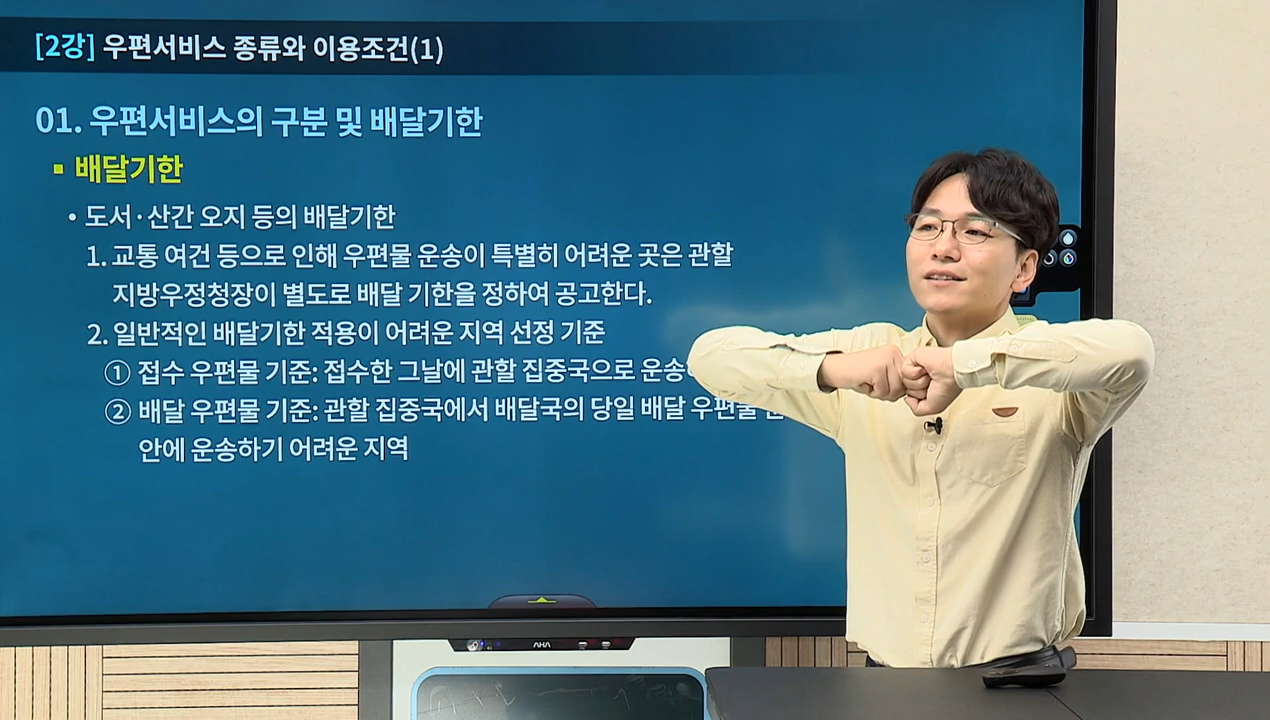 [2강] 우편서비스 종류와 이용조건(1)
01. 우편서비스의 구분 및 배달기한
▪ 배달기한
• 도서·산간 오지 등의 배달기한
1. 교통 여건 등으로 인해 우편물 운송이 특별히 어려운 곳은 관할
지방우정청장이 별도로 배달 기한을 정하여 공고한다.
2. 일반적인 배달기한 적용이 어려운 지역 선정 기준
① 접수 우편물 기준: 접수한 그날에 관할 집중국으로 운송
② 배달 우편물 기준: 관할 집중국에서 배달국의 당일 배달 우편물
안에 운송하기 어려운 지역
AHA